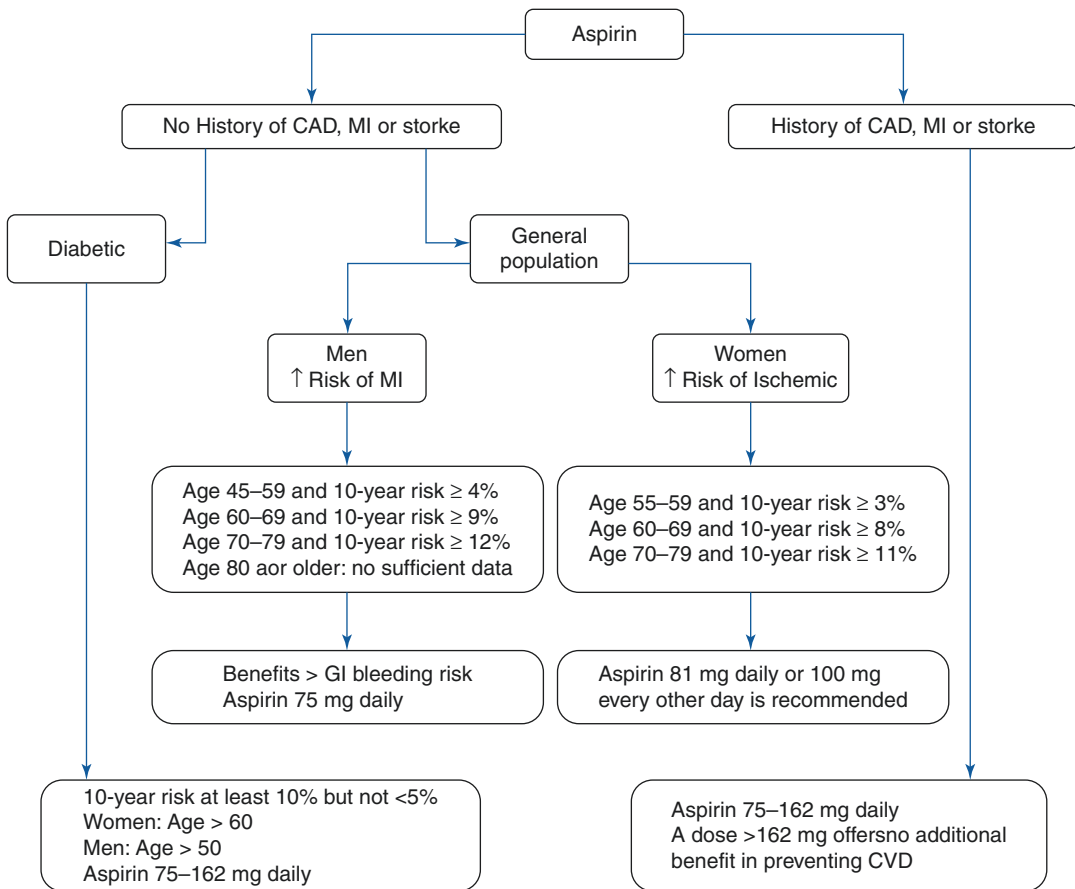 Aspirin
No History of CAD, MI or storke
History of CAD, MI or storke
Diabetic
General
population
Men
↑ Risk of MI
Women
↑ Risk of Ischemic
Age 45–59 and 10-year risk ≥ 4%
Age 60–69 and 10-year risk ≥ 9%
Age 70–79 and 10-year risk ≥ 12%
Age 80 aor older: no sufficient data
Age 55–59 and 10-year risk ≥ 3%
Age 60–69 and 10-year risk ≥ 8%
Age 70–79 and 10-year risk ≥ 11%
Benefits > GI bleeding risk
Aspirin 75 mg daily
Aspirin 81 mg daily or 100 mg
every other day is recommended
10-year risk at least 10% but not <5%
Women: Age > 60
Men: Age > 50
Aspirin 75–162 mg daily
Aspirin 75–162 mg daily
A dose >162 mg offersno additional
benefit in preventing CVD